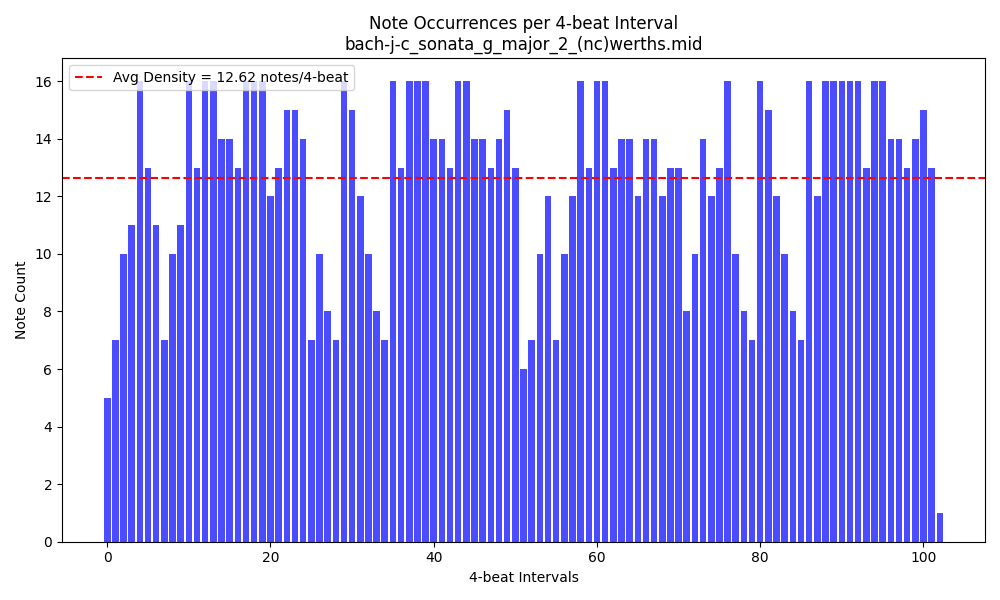 Note Occurrences per 4-beat Interval
bach-j-c_sonata_g_major_2_(nc)werths.mid
Avg Density = 12.62 notes/4-beat
16
14
12
10
8
6
4
2
0
Note Count
0 20 40 60 80 100
4-beat Intervals